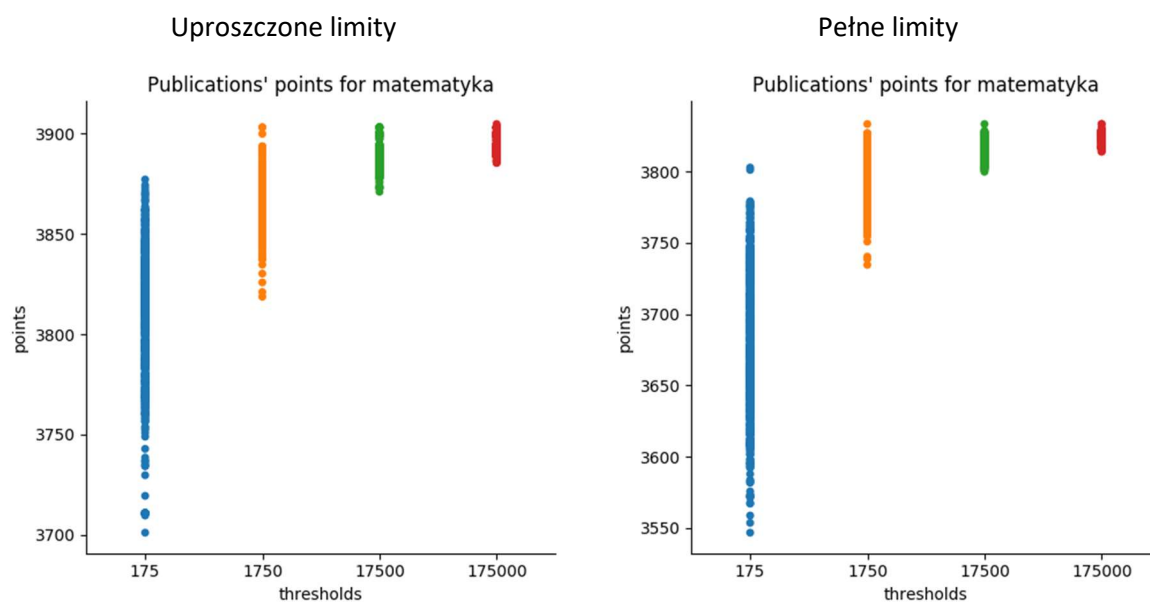 Uproszczone limity
Publications' points for matematyka
3900
3850
3800
3750
3700
points
175 1750 17500 175000
thresholds
Pełne limity
Publications' points for matematyka
3800
3750
3700
3650
3600
3550
points
175 1750 17500 175000
thresholds